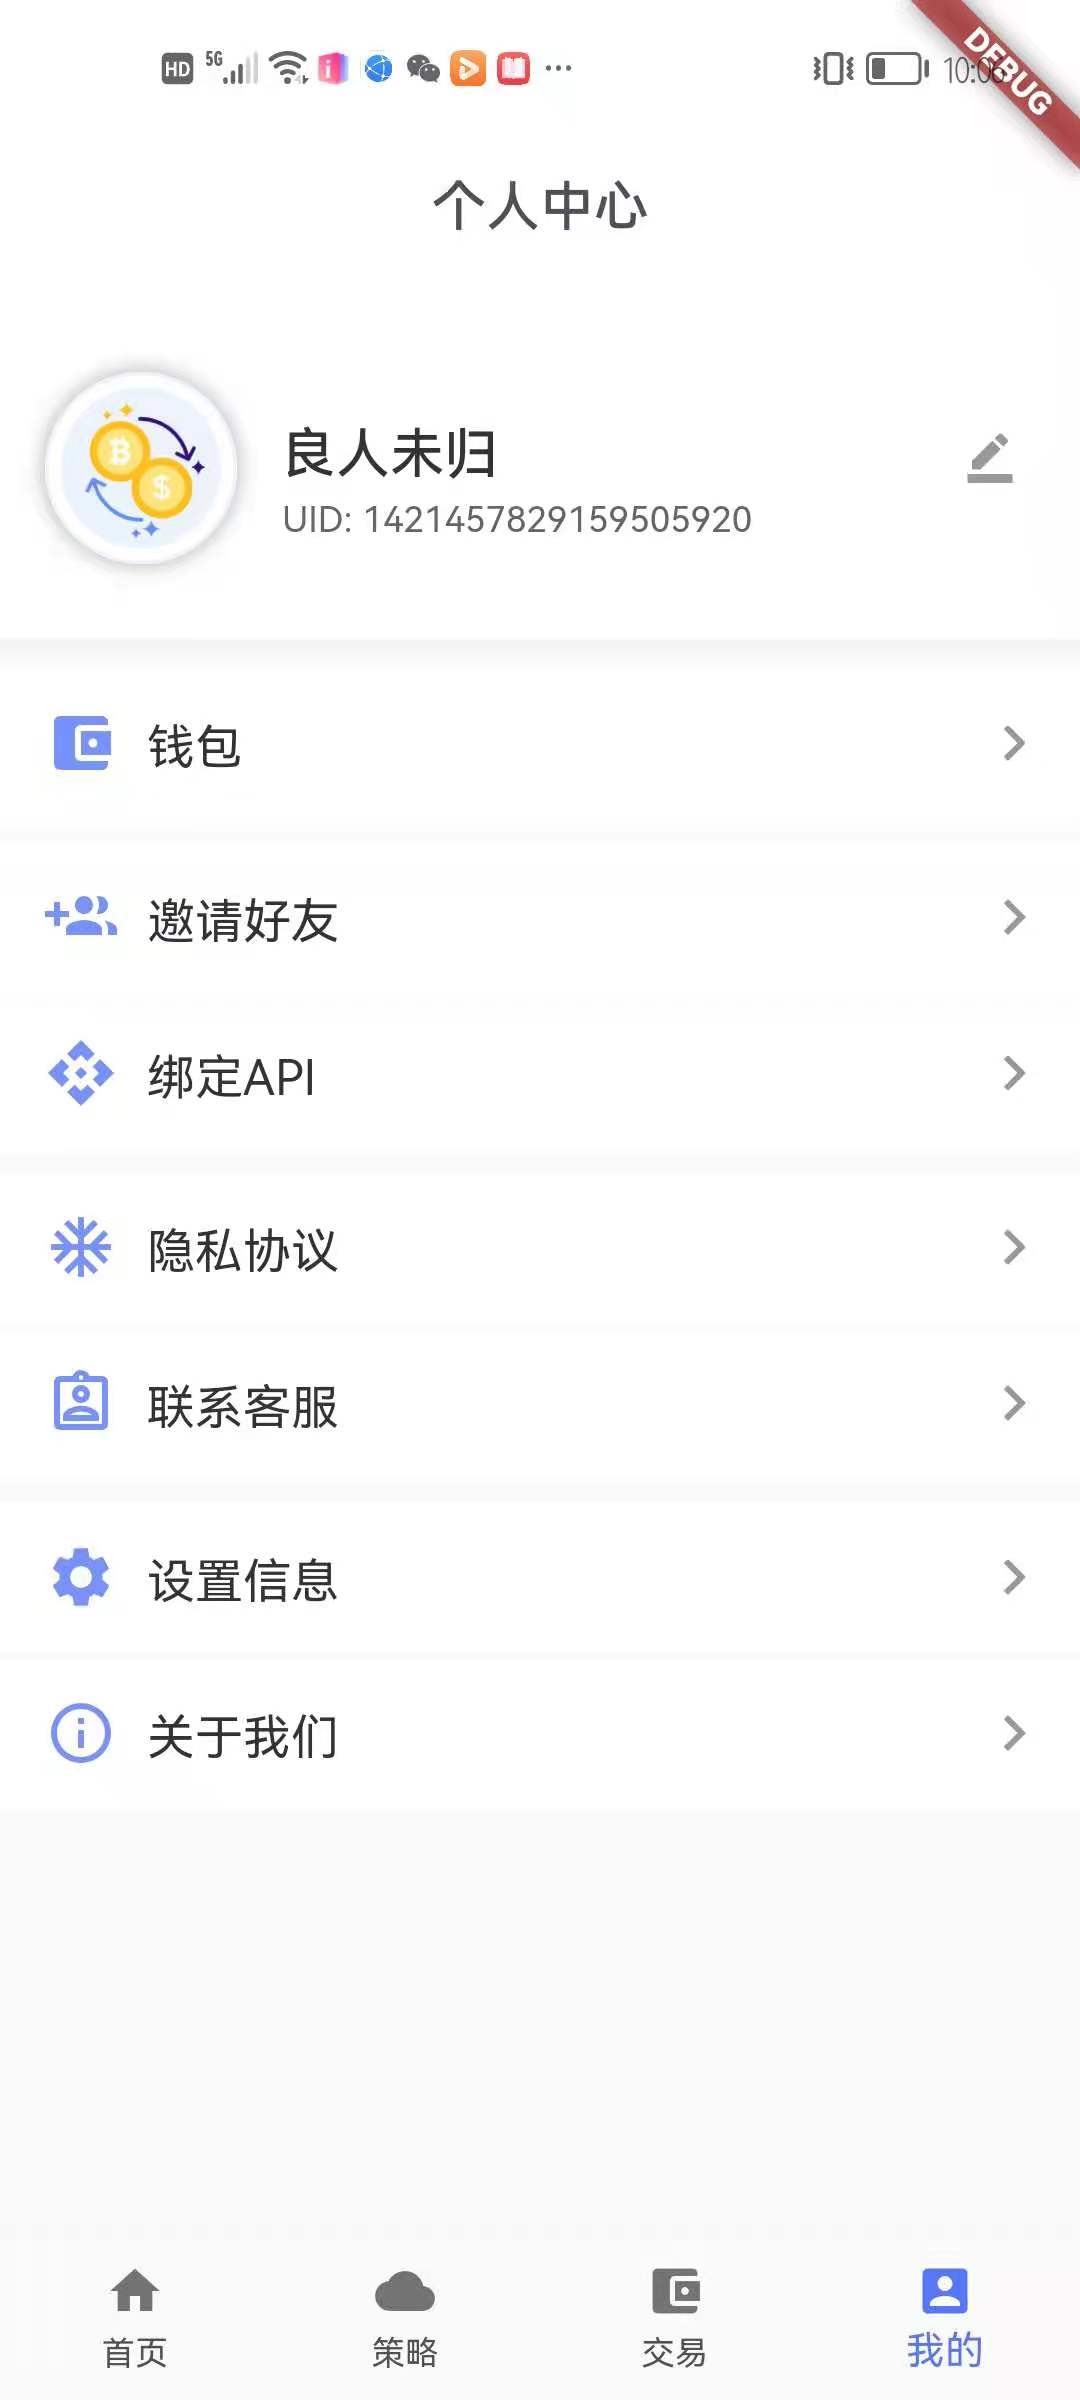 HD 5G 10:06
DEBUG
个人中心
良人未归
UID: 1421457829159505920
钱包
邀请好友
绑定API
隐私协议
联系客服
设置信息
关于我们
首页 策略 交易 我的